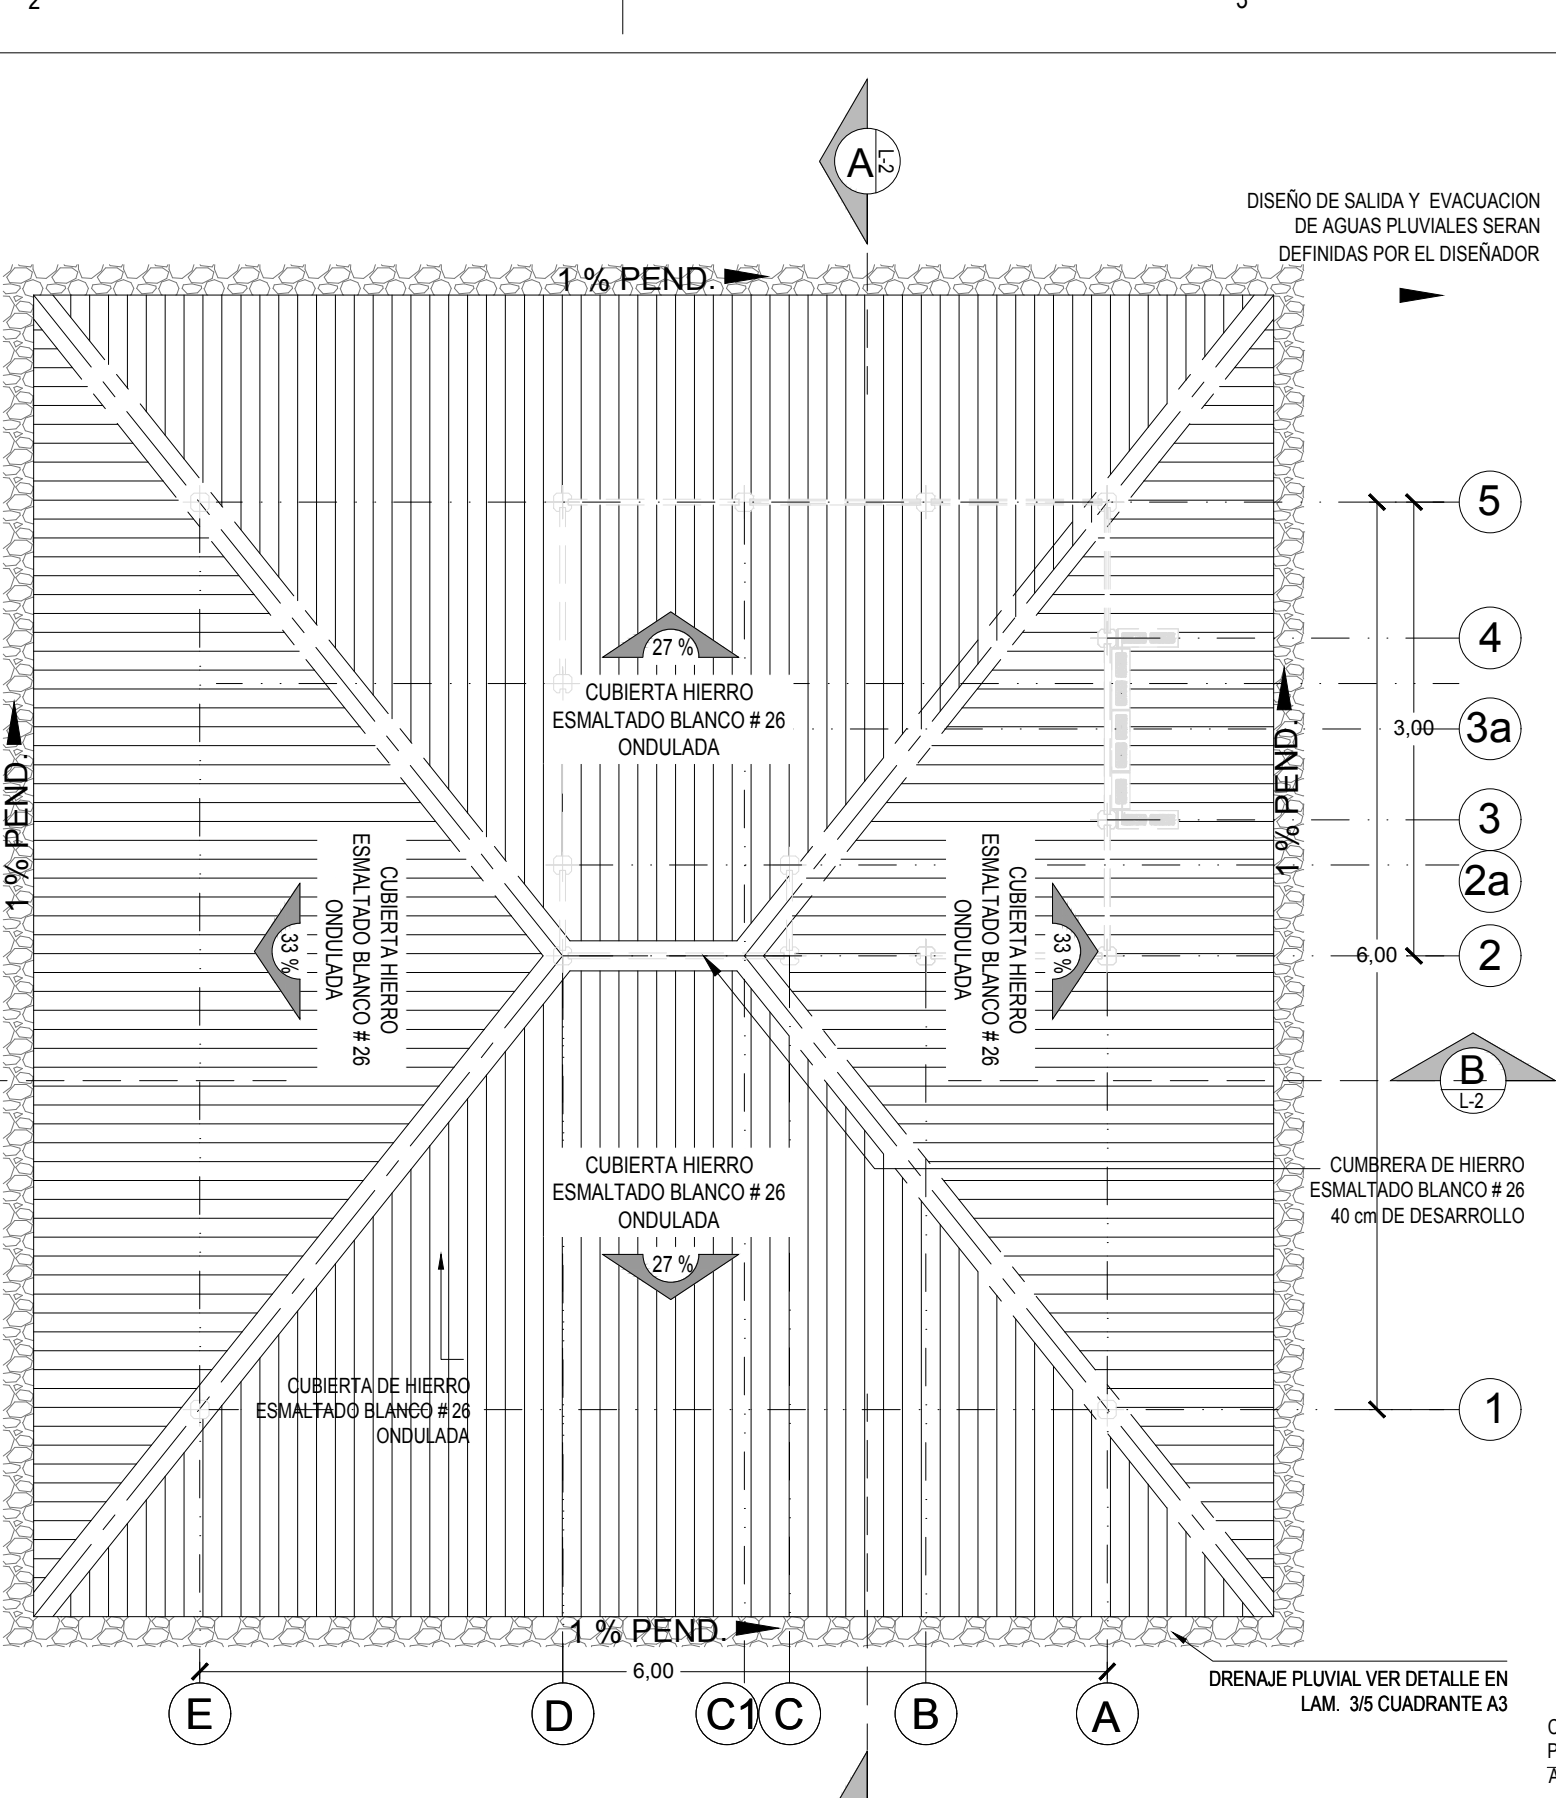 2
3
A
L-2
DISEÑO DE SALIDA Y EVACUACION
DE AGUAS PLUVIALES SERAN
DEFINIDAS POR EL DISEÑADOR
1 % PEND.
5
4
3a
3,00
3
2a
2
6,00
1
27 %
CUBIERTA HIERRO
ESMALTADO BLANCO # 26
ONDULADA
1 % PEND.
1 % PEND.
CUBIERTA HIERRO
ESMALTADO BLANCO # 26
ONDULADA
33 %
CUBIERTA HIERRO
ESMALTADO BLANCO # 26
ONDULADA
33 %
B
L-2
CUBIERTA HIERRO
ESMALTADO BLANCO # 26
ONDULADA
27 %
CUMBRERA DE HIERRO
ESMALTADO BLANCO # 26
40 cm DE DESARROLLO
CUBIERTA DE HIERRO
ESMALTADO BLANCO # 26
ONDULADA
1 % PEND.
6,00
DRENAJE PLUVIAL VER DETALLE EN
LAM. 3/5 CUADRANTE A3
E
D
C1
C
B
A